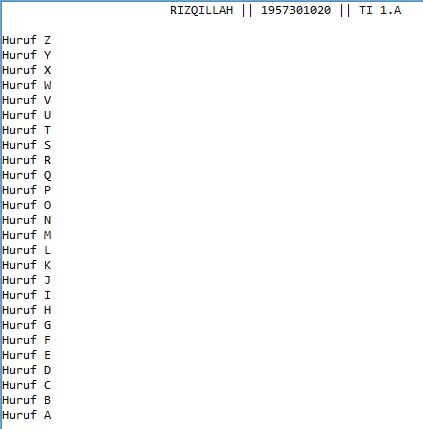 RIZQILLAH || 1957301020 || TI 1.A
Huruf Z
Huruf Y
Huruf X
Huruf W
Huruf V
Huruf U
Huruf T
Huruf S
Huruf R
Huruf Q
Huruf P
Huruf O
Huruf N
Huruf M
Huruf L
Huruf K
Huruf J
Huruf I
Huruf H
Huruf G
Huruf F
Huruf E
Huruf D
Huruf C
Huruf B
Huruf A